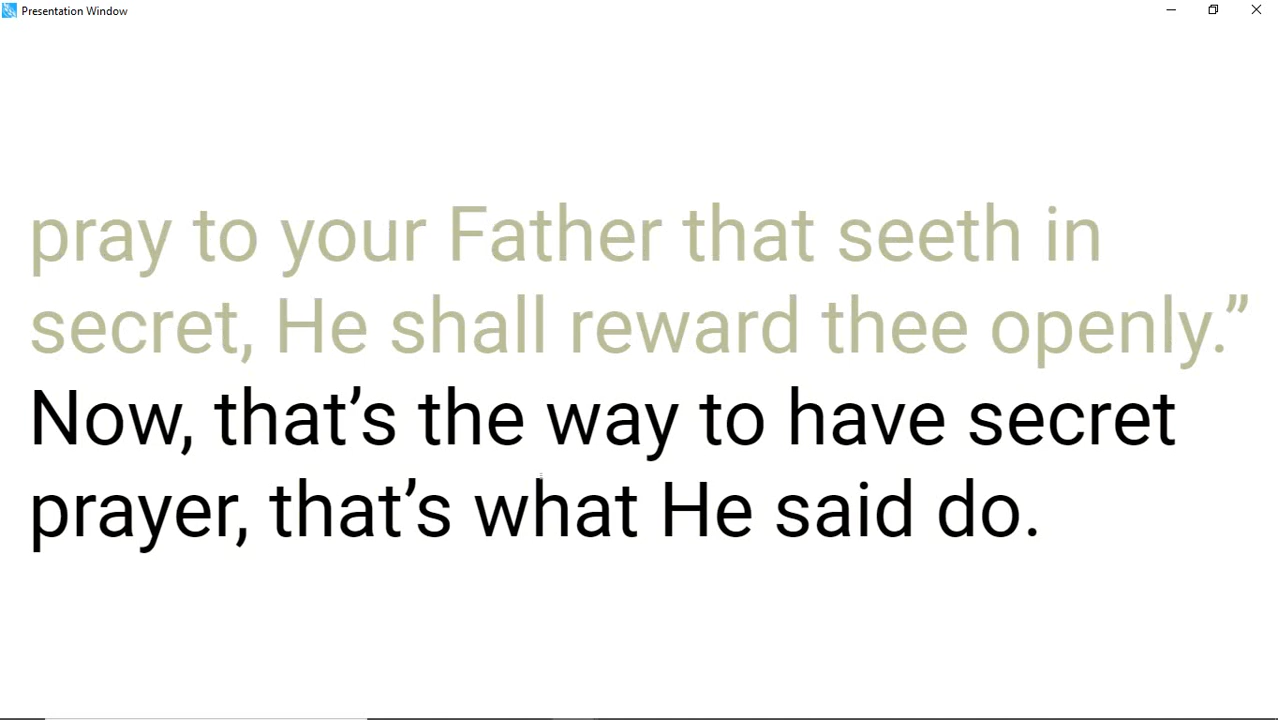 Presentation Window
pray to your Father that seeth in
secret, He shall reward thee openly.”
Now, that’s the way to have secret
prayer, that’s what He said do.